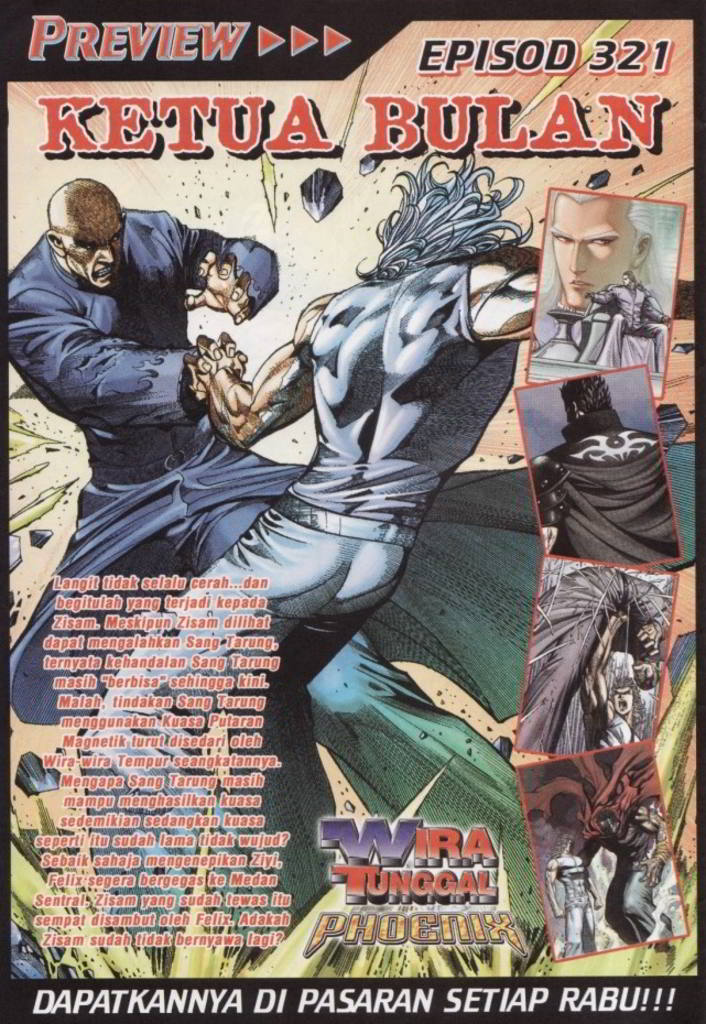 PREVIEW
EPISOD 321
KETUA BULAN
Langit tidak selalu cerah...dan
begitulah yang terjadi kepada
Zisam. Meskipun Zisam dilihat
dapat mengalahkan Sang Tarung,
ternyata kehandalan Sang Tarung
masih "berbisa" sehingga kini.
Malah, tindakan Sang Tarung
menggunakan Kuasa Putaran
Magnetik turut disedari oleh
Wira-wira Tempur seangkatannya.
Mengapa Sang Tarung masih
mampu menghasilkan kuasa
sedemikian sedangkan kuasa
seperti itu sudah lama tidak wujud?
Sebaik sahaja mengenepikan Ziyi,
Felix segera bergegas ke Medan
Sentral. Zisam yang sudah tewas itu
sempat disambut oleh Felix. Adakah
Zisam sudah tidak bernyawa lagi?
WIRA
TUNGGAL
PHOENIX
DAPATKANNYA DI PASARAN SETIAP RABU!!!